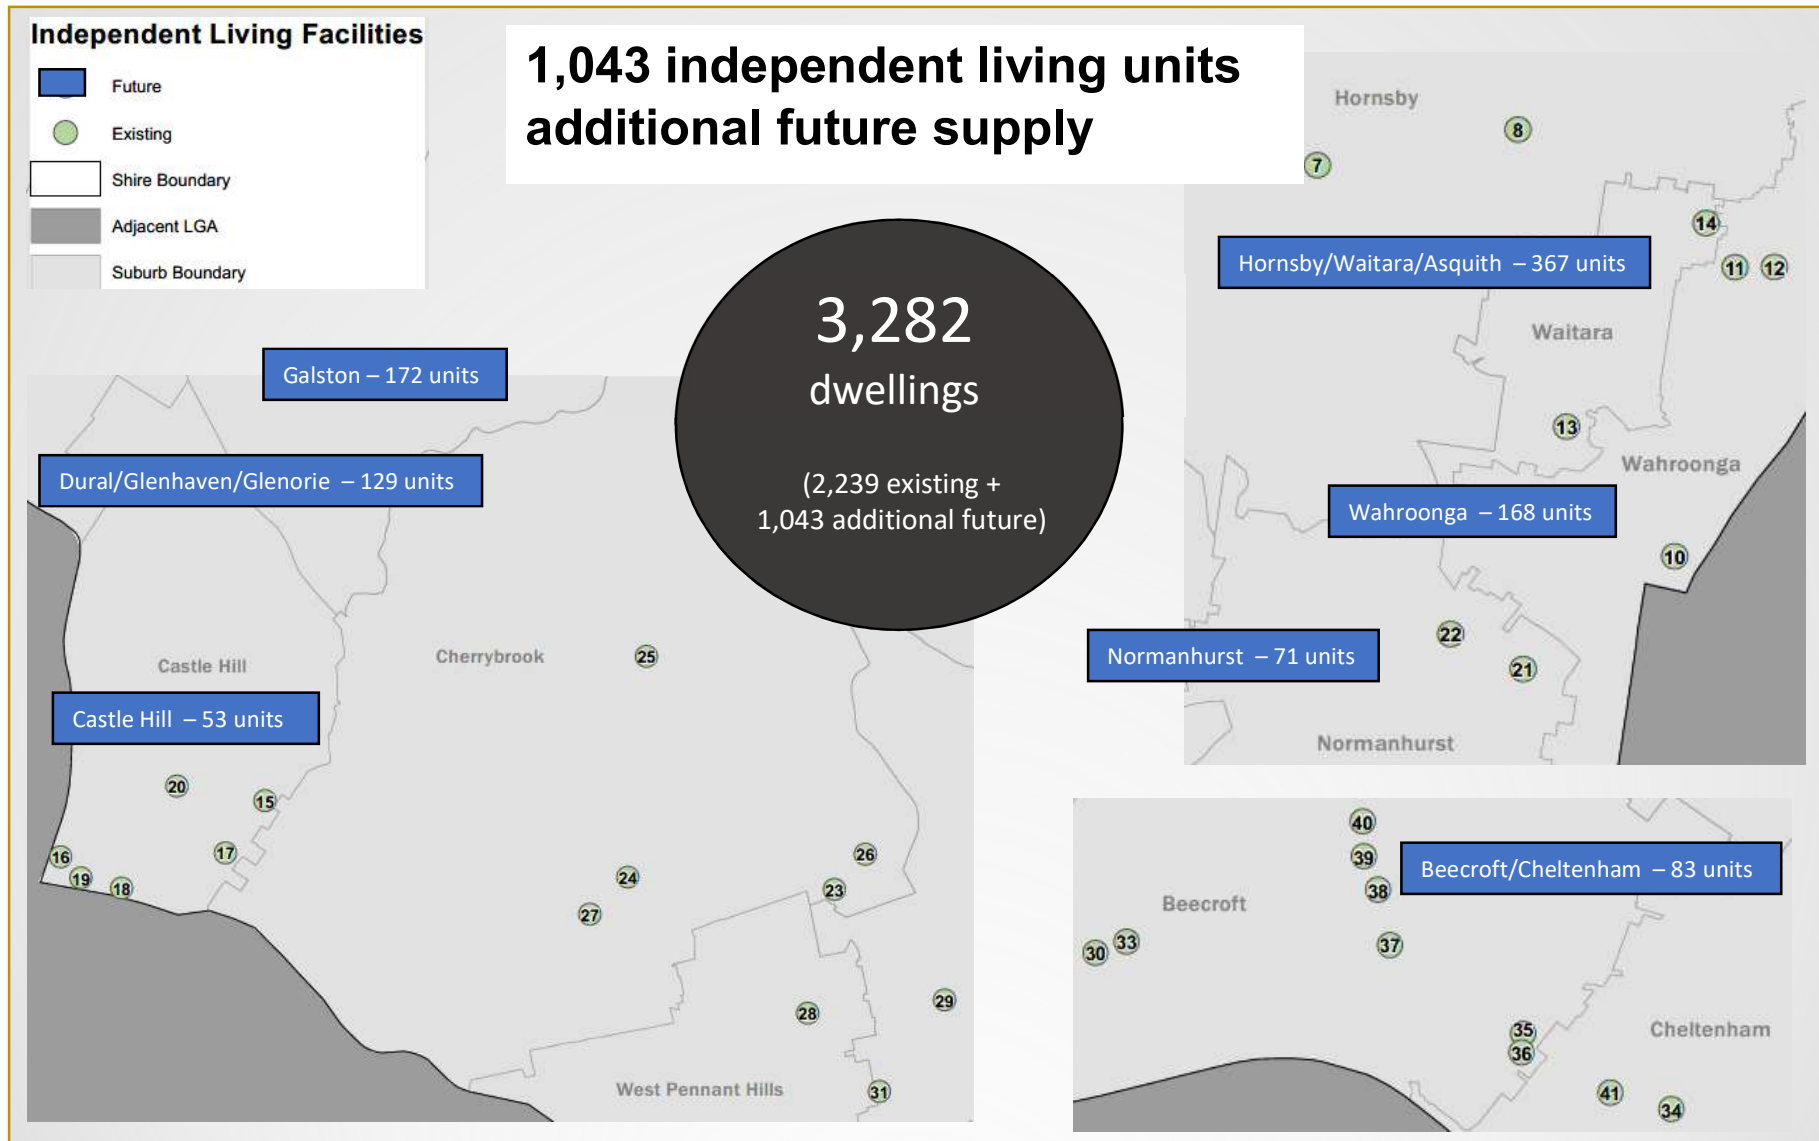 Independent Living Facilities
Future
Existing
Shire Boundary
Adjacent LGA
Suburb Boundary
1,043 independent living units
additional future supply
3,282
dwellings
(2,239 existing +
1,043 additional future)
Galston – 172 units
Dural/Glenhaven/Glenorie – 129 units
Castle Hill
Castle Hill – 53 units
Cherrybrook
25
20
15
16
19
18
17
24
27
26
23
28
29
West Pennant Hills
31
Hornsby
8
7
14
Hornsby/Waitara/Asquith – 367 units
11
12
Waitara
13
Wahroonga
Wahroonga – 168 units
10
22
Normanhurst – 71 units
21
Normanhurst
40
39
Beecroft/Cheltenham – 83 units
38
Beecroft
33
30
37
35
36
Cheltenham
41
34